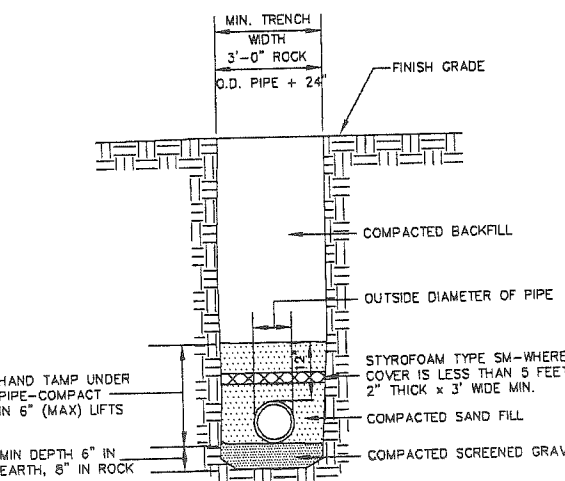 MIN. TRENCH
WIDTH
3'-0" ROCK
O.D. PIPE + 24"
FINISH GRADE
COMPACTED BACKFILL
OUTSIDE DIAMETER OF PIPE
12"
STYROFOAM TYPE SM-WHERE
COVER IS LESS THAN 5 FEET
2" THICK x 3' WIDE MIN.
HAND TAMP UNDER
PIPE-COMPACT
IN 6" (MAX) LIFTS
COMPACTED SAND FILL
MIN DEPTH 6" IN
EARTH, 8" IN ROCK
COMPACTED SCREENED GRAV